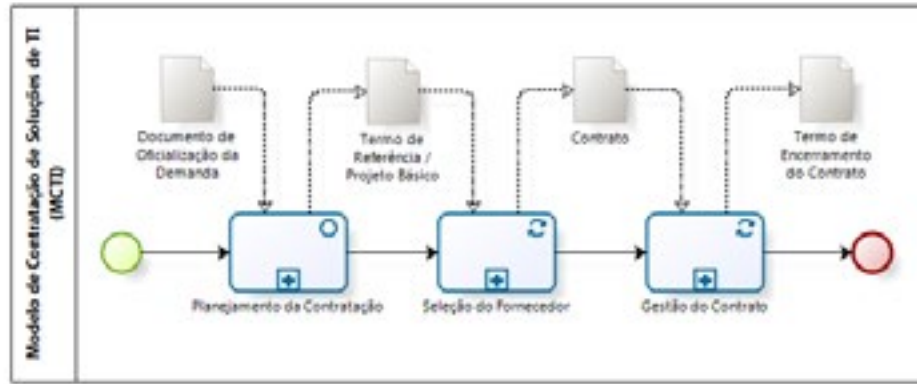 Modelo de Contratação de Soluções de TI
(MCTI)
Documento de
Oficialização da
Demanda
Termo de
Referência /
Projeto Básico
Contrato
Termo de
Encerramento
do Contrato
Planejamento da Contratação
Seleção do Fornecedor
Gestão do Contrato